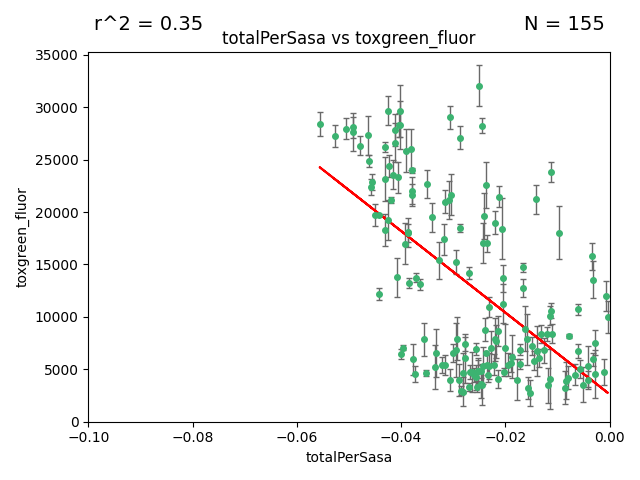 r^2 = 0.35
N = 155
totalPerSasa vs toxgreen_fluor
35000
30000
25000
20000
15000
10000
5000
0
toxgreen_fluor
−0.10
−0.08
−0.06
−0.04
−0.02
0.00
totalPerSasa